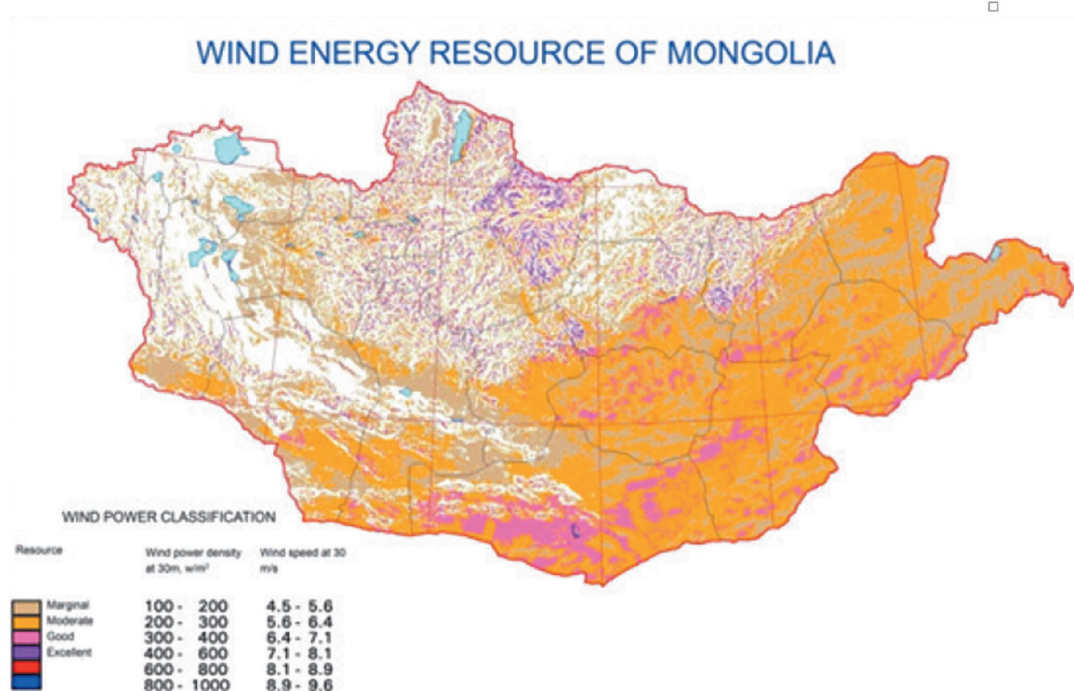 WIND ENERGY RESOURCE OF MONGOLIA
WIND POWER CLASSIFICATION
Resource Wind power density at 30m, w/m² Wind speed at 30 m/s
Marginal 100 - 200 4.5 - 5.6
Moderate 200 - 300 5.6 - 6.4
Good 300 - 400 6.4 - 7.1
Excellent 400 - 600 7.1 - 8.1
600 - 800 8.1 - 8.9
800 - 1000 8.9 - 9.6